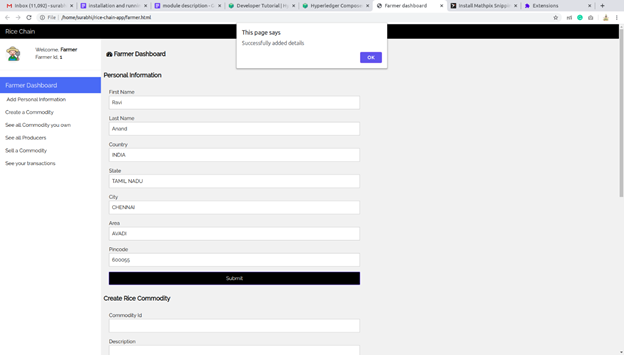 Inbox (11,092) - surabh
installation and runnin
module description - G
Developer Tutorial | H
Hyperledger Compose
Farmer dashboard
Install Mathpix Snippi
Extensions
File | /home/surabhi/rice-chain-app/farmer.html
Rice Chain
This page says
Successfully added details
OK
Welcome, Farmer
Farmer Id: 1
Farmer Dashboard
Add Personal Information
Create a Commodity
See all Commodity you own
See all Producers
Sell a Commodity
See your transactions
Farmer Dashboard
Personal Information
First Name
Ravi
Last Name
Anand
Country
INDIA
State
TAMIL NADU
City
CHENNAI
Area
AVADI
Pincode
600055
Submit
Create Rice Commodity
Commodity Id
Description